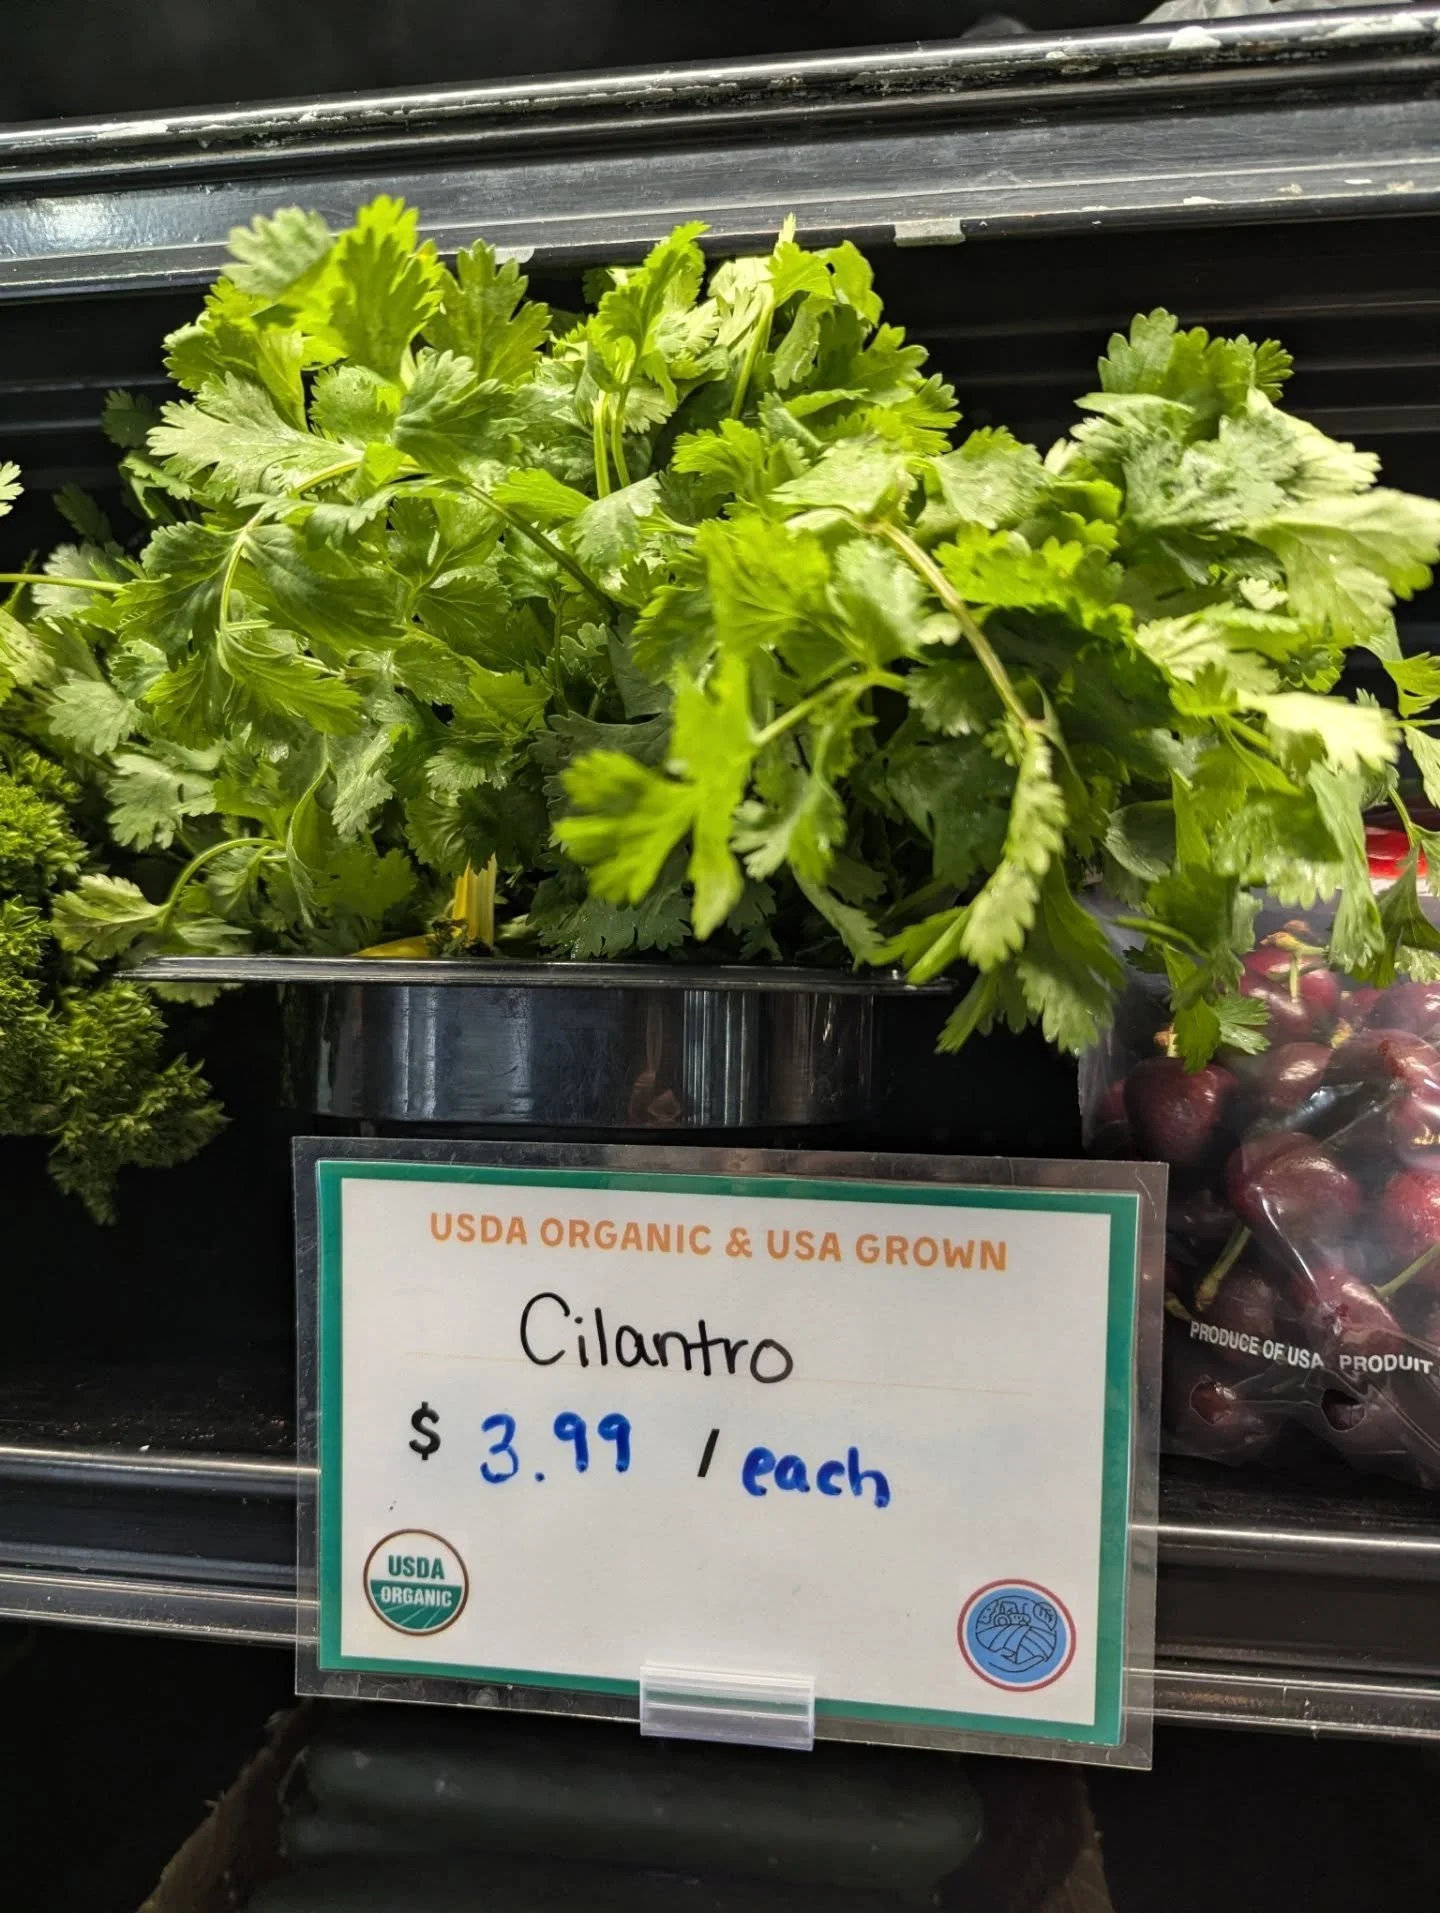 USDA ORGANIC & USA GROWN
Cilantro
$ 3.99 / each
USDA
ORGANIC
PRODUCE OF USA PRODUIT